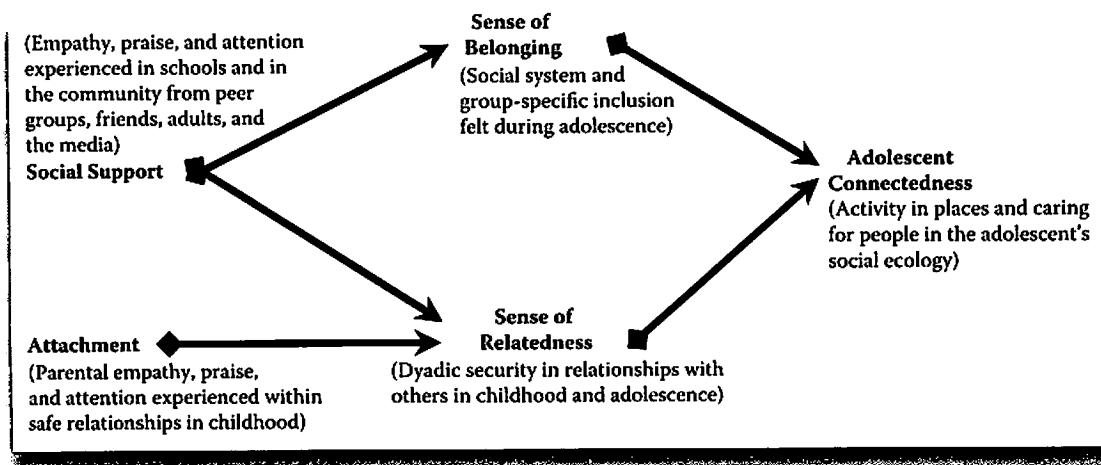 (Empathy, praise, and attention
experienced in schools and in
the community from peer
groups, friends, adults, and
the media)
Social Support
Sense of
Belonging
(Social system and
group-specific inclusion
felt during adolescence)
Adolescent
Connectedness
(Activity in places and caring
for people in the adolescent's
social ecology)
Attachment
(Parental empathy, praise,
and attention experienced within
safe relationships in childhood)
Sense of
Relatedness
(Dyadic security in relationships with
others in childhood and adolescence)